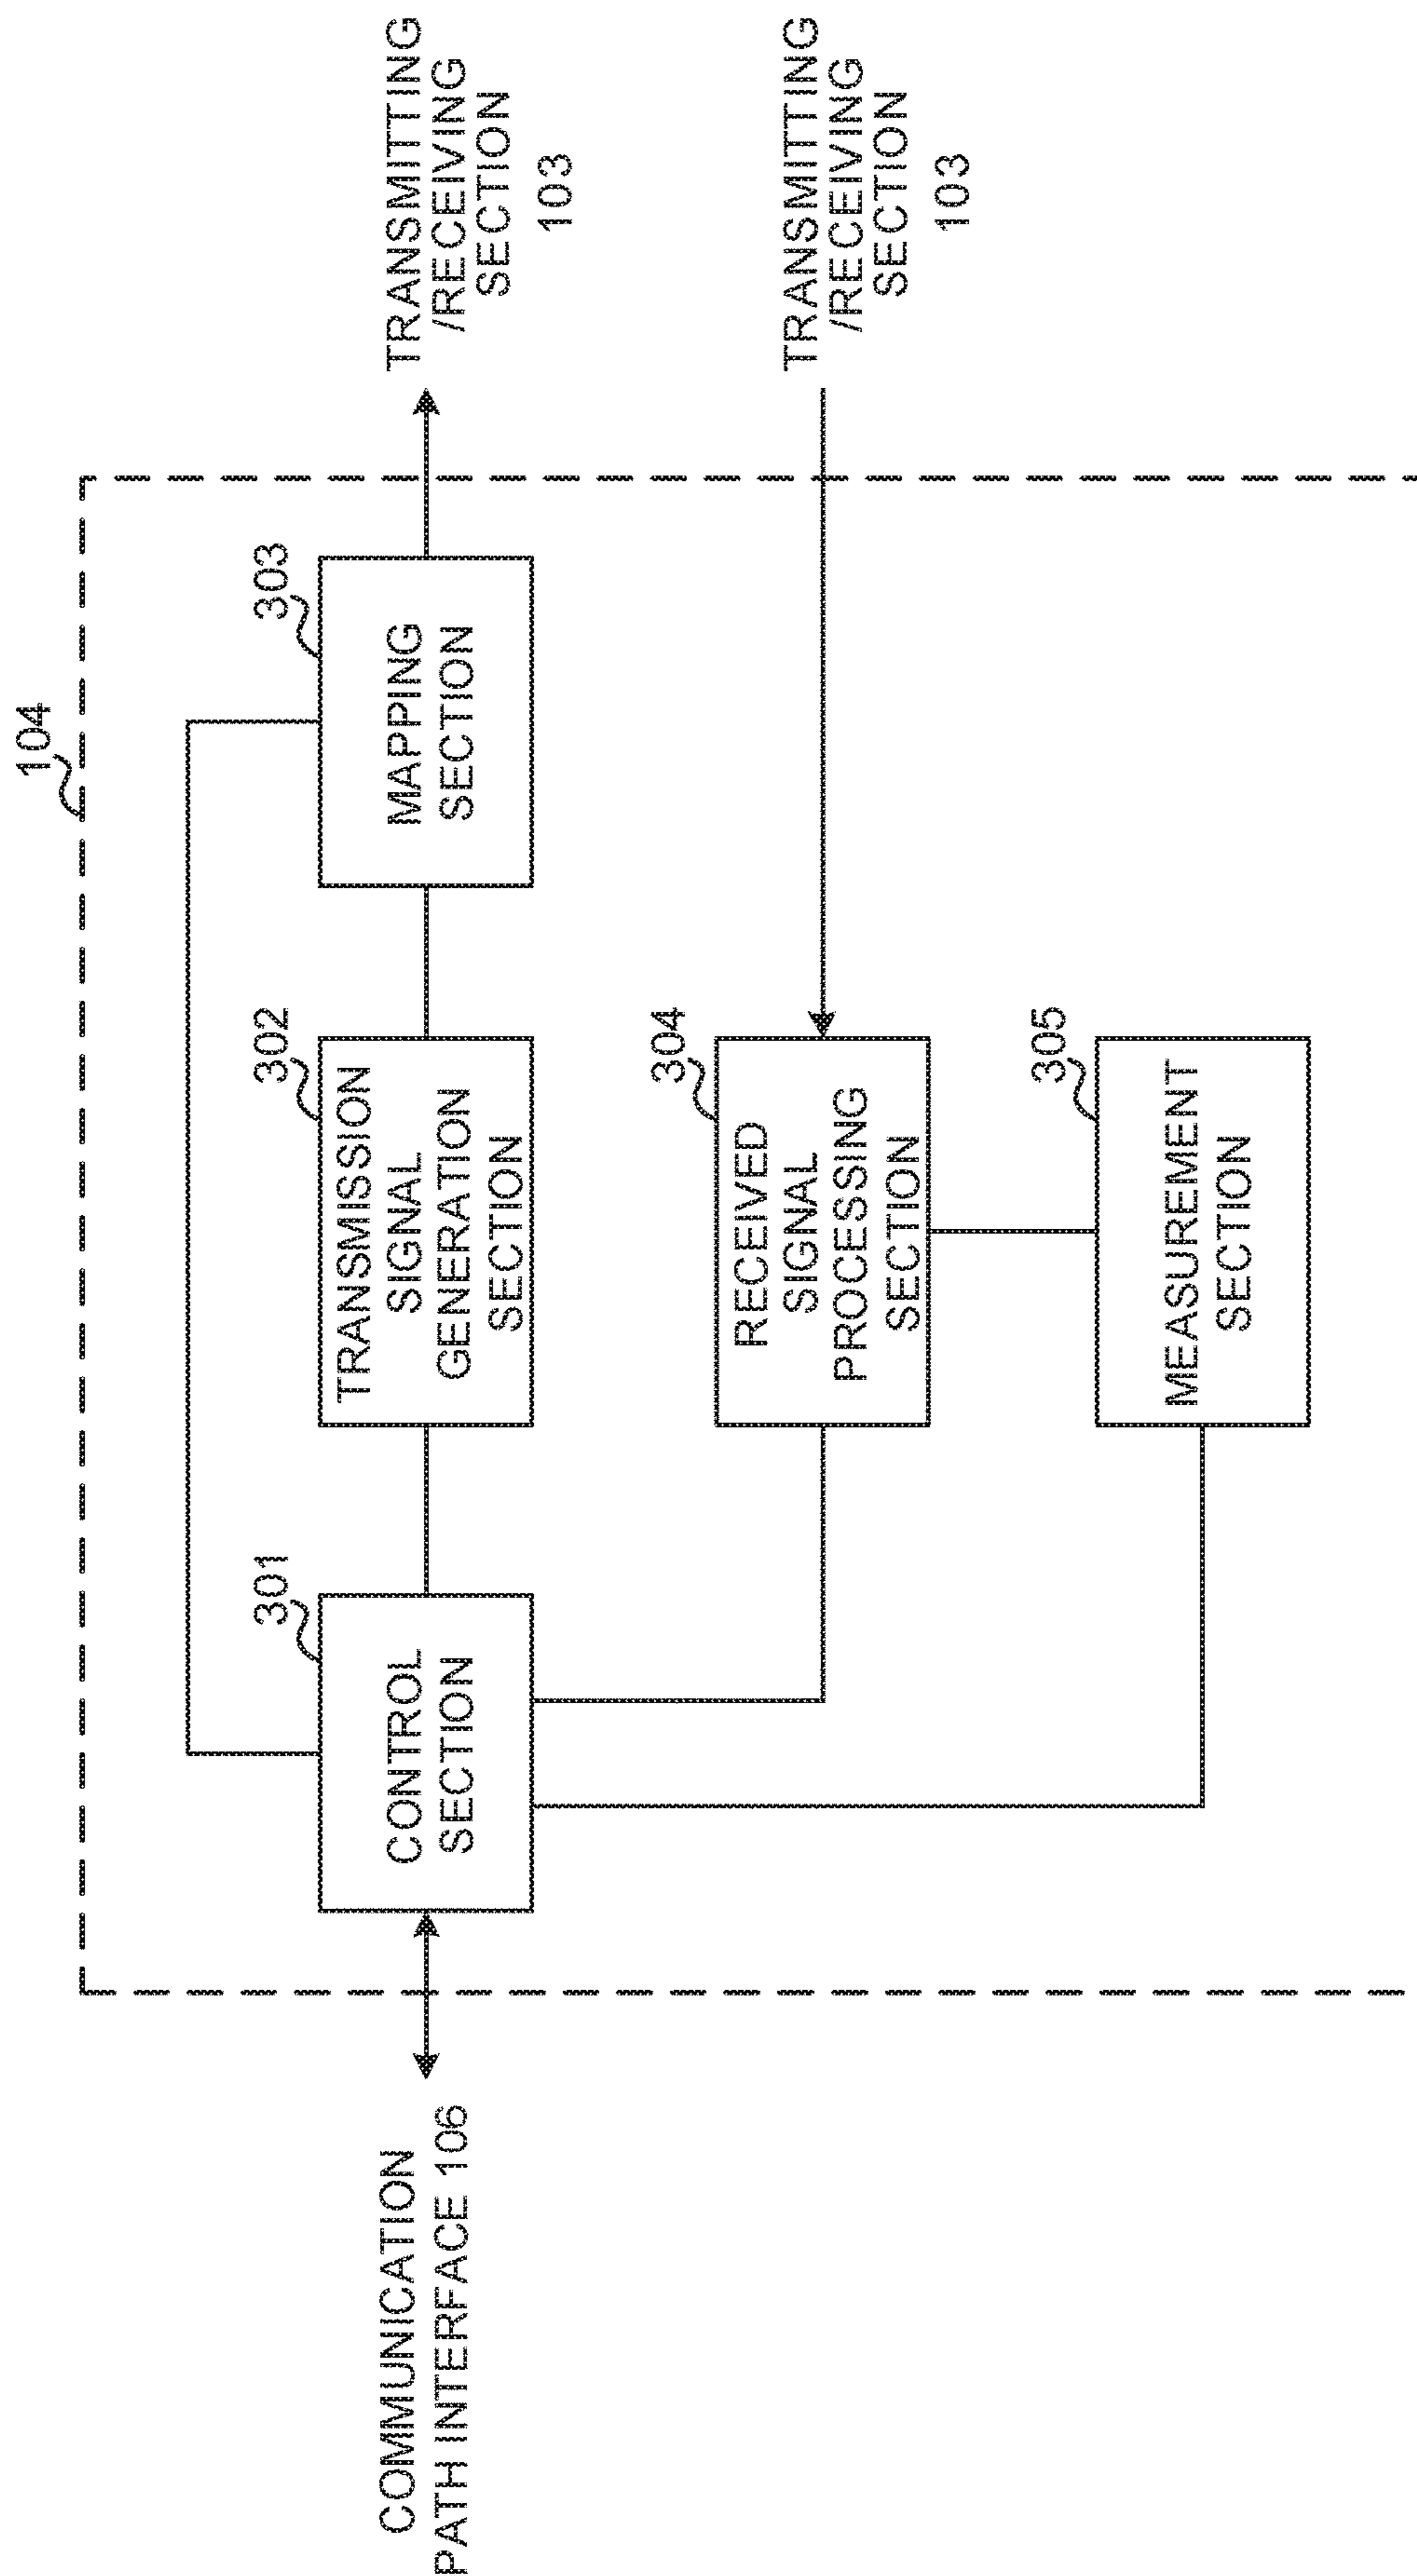 104
301
302
303
COMMUNICATION
PATH INTERFACE 106
CONTROL
SECTION
TRANSMISSION
SIGNAL
GENERATION
SECTION
MAPPING
SECTION
TRANSMITTING
/RECEIVING
SECTION
103
304
RECEIVED
SIGNAL
PROCESSING
SECTION
TRANSMITTING
/RECEIVING
SECTION
103
305
MEASUREMENT
SECTION